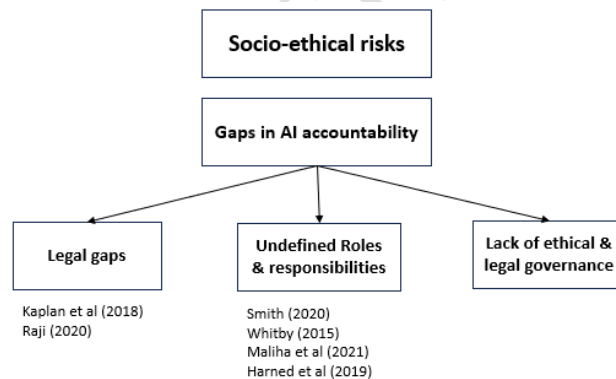 Socio-ethical risks
Gaps in AI accountability
Legal gaps
Undefined Roles
& responsibilities
Lack of ethical &
legal governance
Kaplan et al (2018)
Raji (2020)
Smith (2020)
Whitby (2015)
Maliha et al (2021)
Harned et al (2019)